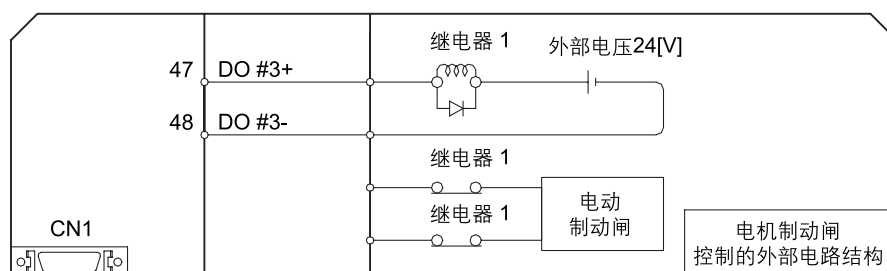 继电器 1
外部电压24[V]
47
DO #3+
48
DO #3-
继电器 1
电动
制动闸
继电器 1
CN1
电机制动闸
控制的外部电路结构